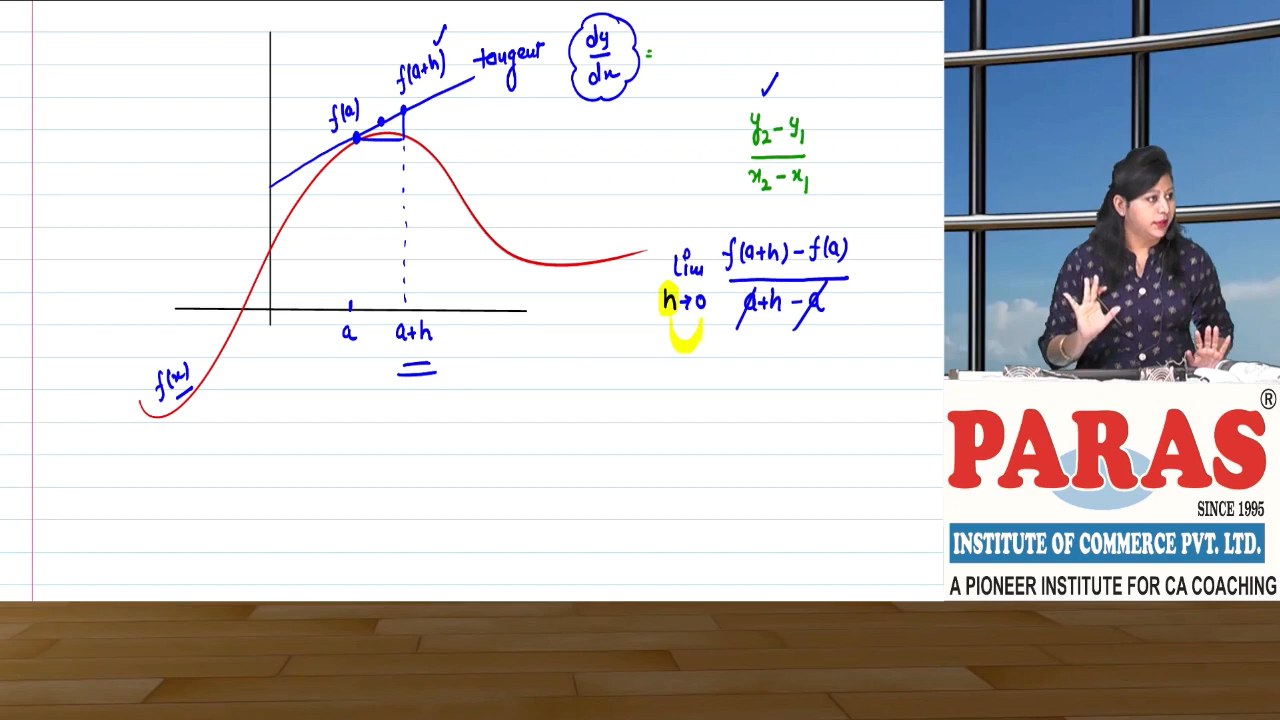 f(a+h) ✓
tangent
dy/dx =
f(a)
✓
y₂ - y₁
x₂ - x₁
lim f(a+h) - f(a)
h→0 a+h - a
a a+h
f(x)
PARAS®
SINCE 1995
INSTITUTE OF COMMERCE PVT. LTD.
A PIONEER INSTITUTE FOR CA COACHING